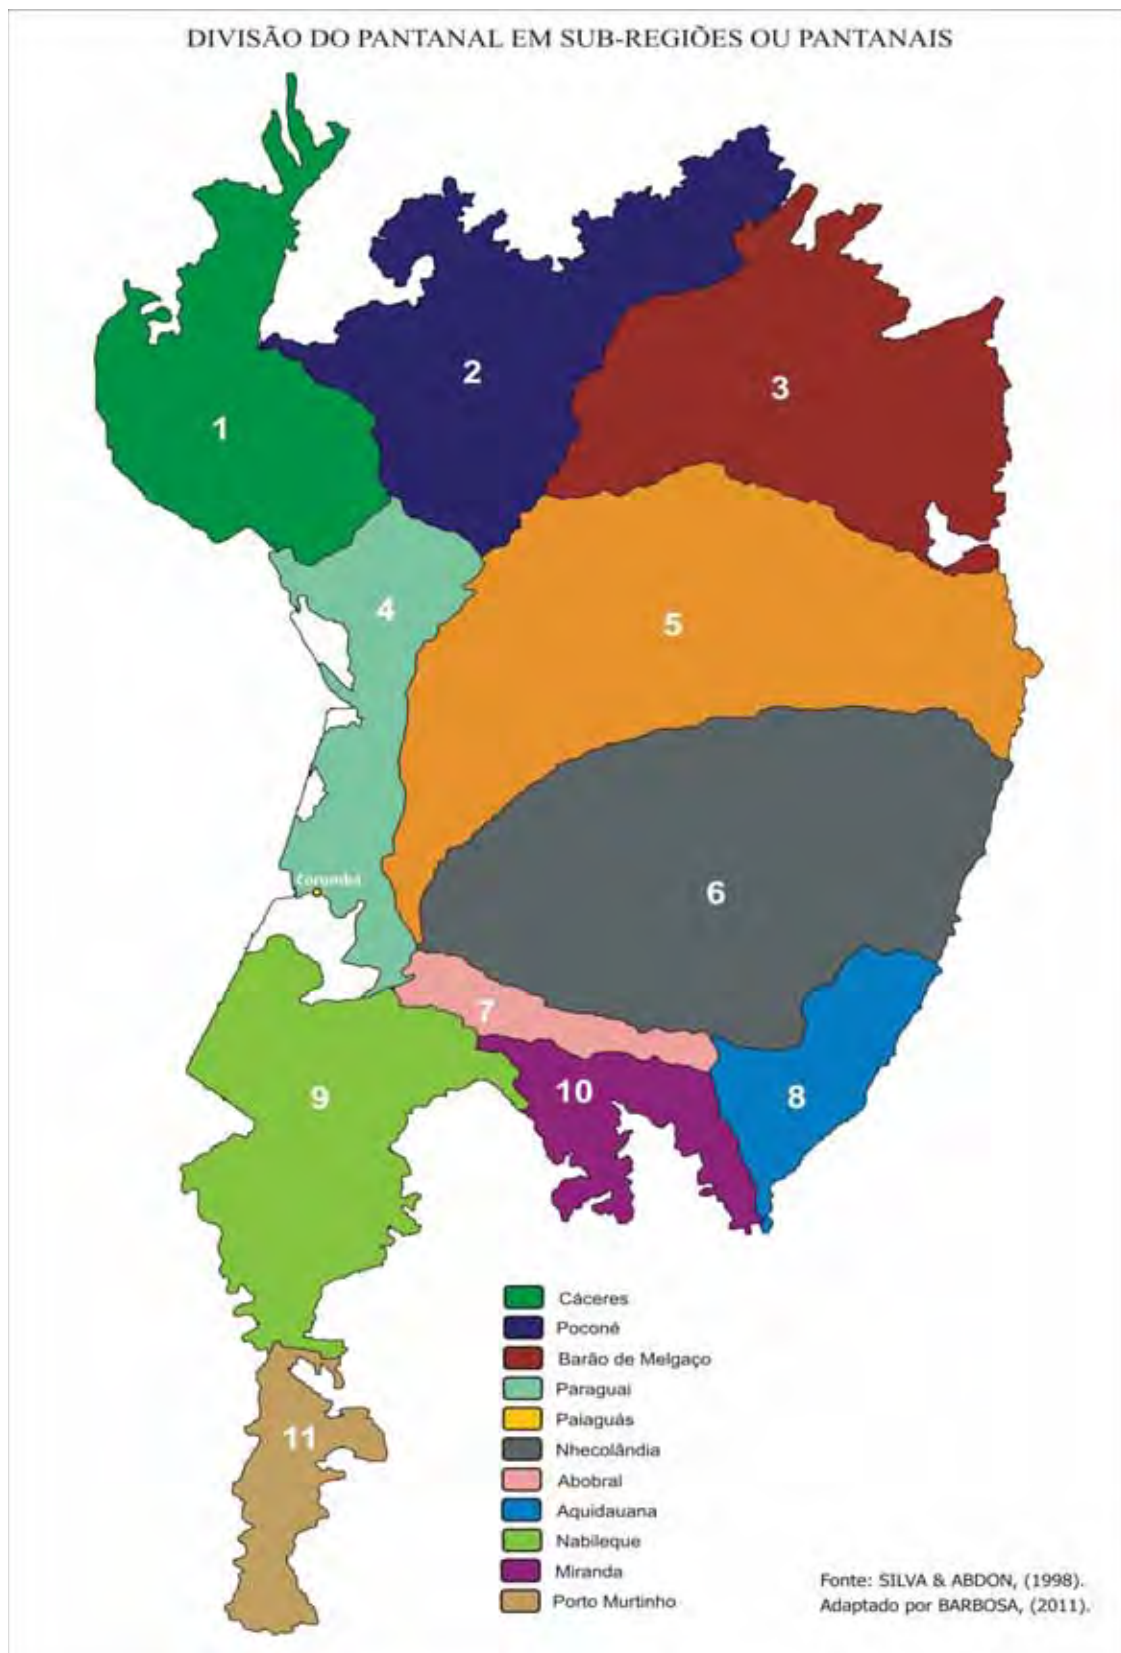 DIVISÃO DO PANTANAL EM SUB-REGIÕES OU PANTANAIS
1
2
3
4
5
6
Corumbá
7
8
9
10
11
Cáceres
Poconé
Barão de Melgaço
Paraguai
Paiaguás
Nhecolândia
Abobral
Aquidauana
Nabileque
Miranda
Porto Murtinho
Fonte: SILVA & ABDON, (1998).
Adaptado por BARBOSA, (2011).